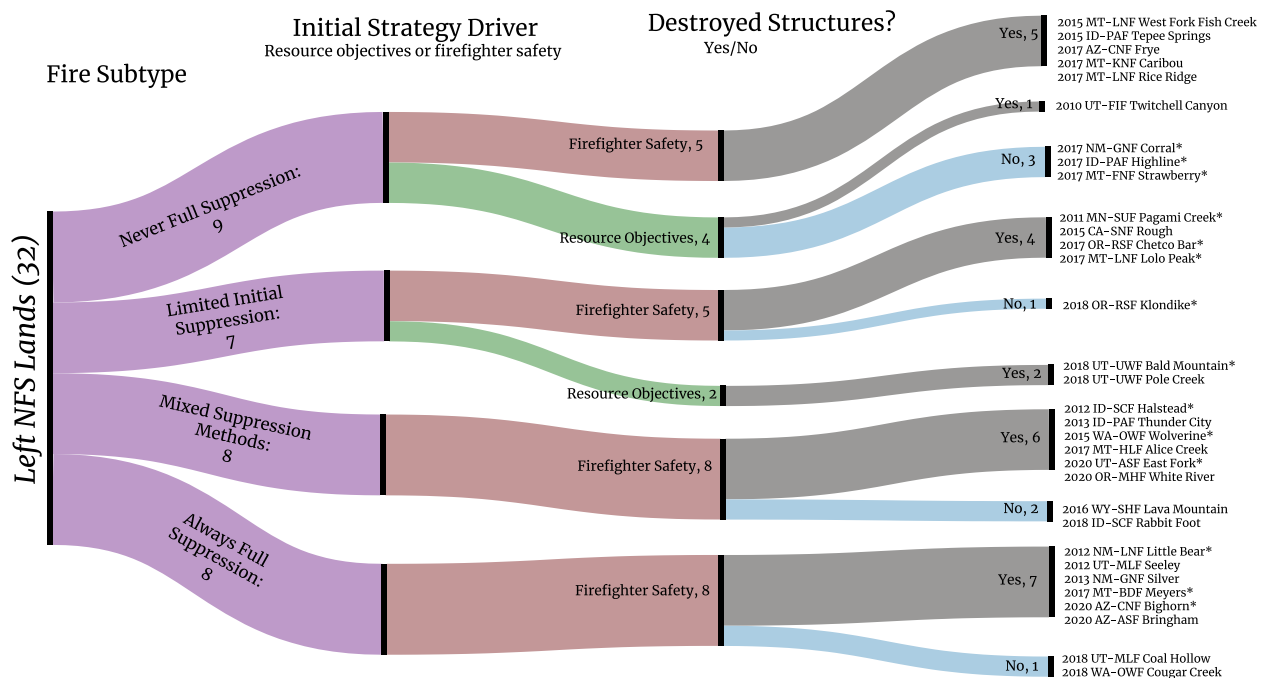 Fire Subtype
Initial Strategy Driver
Resource objectives or firefighter safety
Destroyed Structures?
Yes/No
Left NFS Lands (32)
Never Full Suppression:
9
Limited Initial
Suppression:
7
Mixed Suppression
Methods:
8
Always Full
Suppression:
8
Firefighter Safety, 5
Resource Objectives, 4
Firefighter Safety, 5
Resource Objectives, 2
Firefighter Safety, 8
Firefighter Safety, 8
Yes, 5
2015 MT-LNF West Fork Fish Creek
2015 ID-PAF Tepee Springs
2017 AZ-CNF Frye
2017 MT-KNF Caribou
2017 MT-LNF Rice Ridge
Yes, 1
2010 UT-FIF Twitchell Canyon
No, 3
2017 NM-GNF Corral*
2017 ID-PAF Highline*
2017 MT-FNF Strawberry*
Yes, 4
2011 MN-SUF Pagami Creek*
2015 CA-SNF Rough
2017 OR-RSF Chetco Bar*
2017 MT-LNF Lolo Peak*
No, 1
2018 OR-RSF Klondike*
Yes, 2
2018 UT-UWF Bald Mountain*
2018 UT-UWF Pole Creek
Yes, 6
2012 ID-SCF Halstead*
2013 ID-PAF Thunder City
2015 WA-OWF Wolverine*
2017 MT-HLF Alice Creek
2020 UT-ASF East Fork*
2020 OR-MHF White River
No, 2
2016 WY-SHF Lava Mountain
2018 ID-SCF Rabbit Foot
Yes, 7
2012 NM-LNF Little Bear*
2012 UT-MLF Seeley
2013 NM-GNF Silver
2017 MT-BDF Meyers*
2020 AZ-CNF Bighorn*
2020 AZ-ASF Bringham
No, 1
2018 UT-MLF Coal Hollow
2018 WA-OWF Cougar Creek